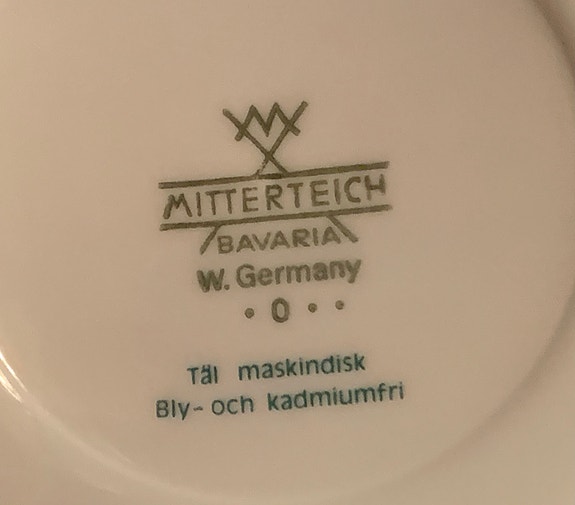 MITTERTEICH
BAVARIA
W. Germany
• 0 • •
Täl maskindisk
Bly- och kadmiumfri